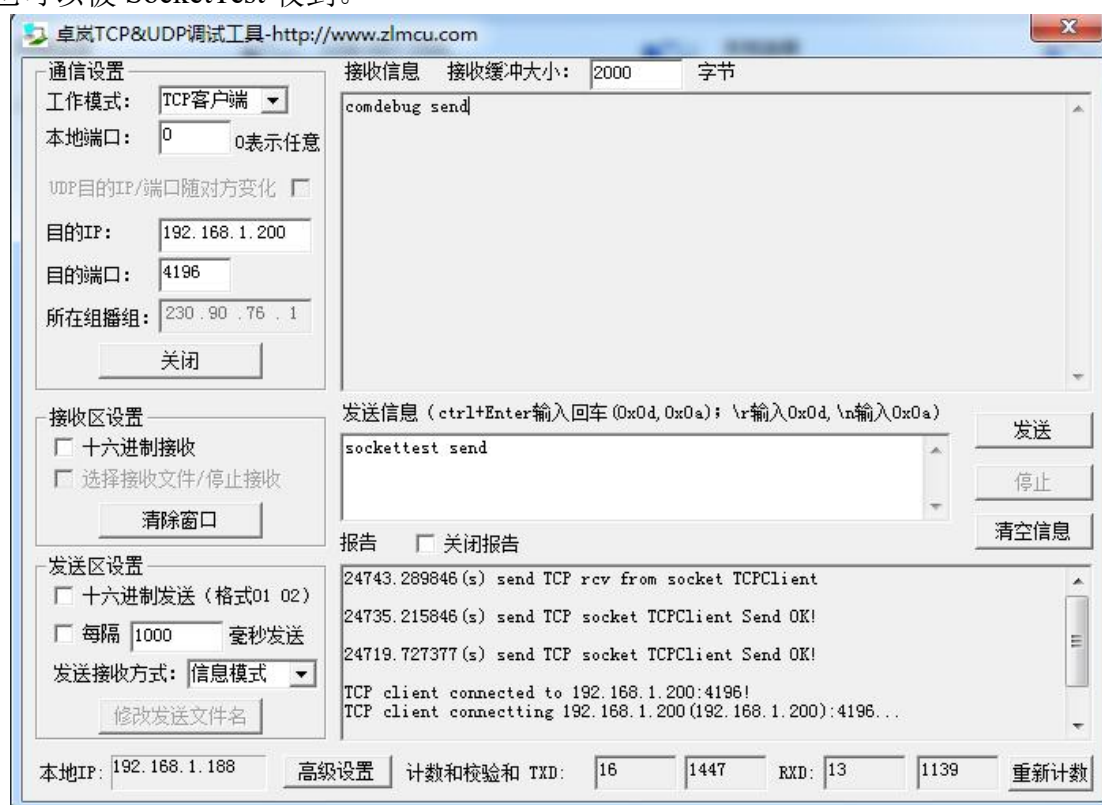 也可以被 SocketTest 收到。
卓岚TCP&UDP调试工具-http://www.zlmcu.com
通信设置
工作模式: TCP客户端
本地端口: 0 0表示任意
UDP目的IP/端口随对方变化
目的IP: 192.168.1.200
目的端口: 4196
所在组播组: 230 .90 .76 . 1
关闭
接收信息 接收缓冲大小: 2000 字节
comdebug send
接收区设置
十六进制接收
选择接收文件/停止接收
清除窗口
发送信息(ctrl+Enter输入回车(0x0d,0x0a); \r输入0x0d,\n输入0x0a)
sockettest send
发送
停止
清空信息
发送区设置
十六进制发送(格式01 02)
每隔 1000 毫秒发送
发送接收方式: 信息模式
修改发送文件名
报告 关闭报告
24743.289846(s) send TCP rcv from socket TCPClient
24735.215846(s) send TCP socket TCPClient Send OK!
24719.727377(s) send TCP socket TCPClient Send OK!
TCP client connected to 192.168.1.200:4196!
TCP client connectting 192.168.1.200(192.168.1.200):4196...
本地IP: 192.168.1.188 高级设置 计数和校验和 TXD: 16 1447 RXD: 13 1139 重新计数